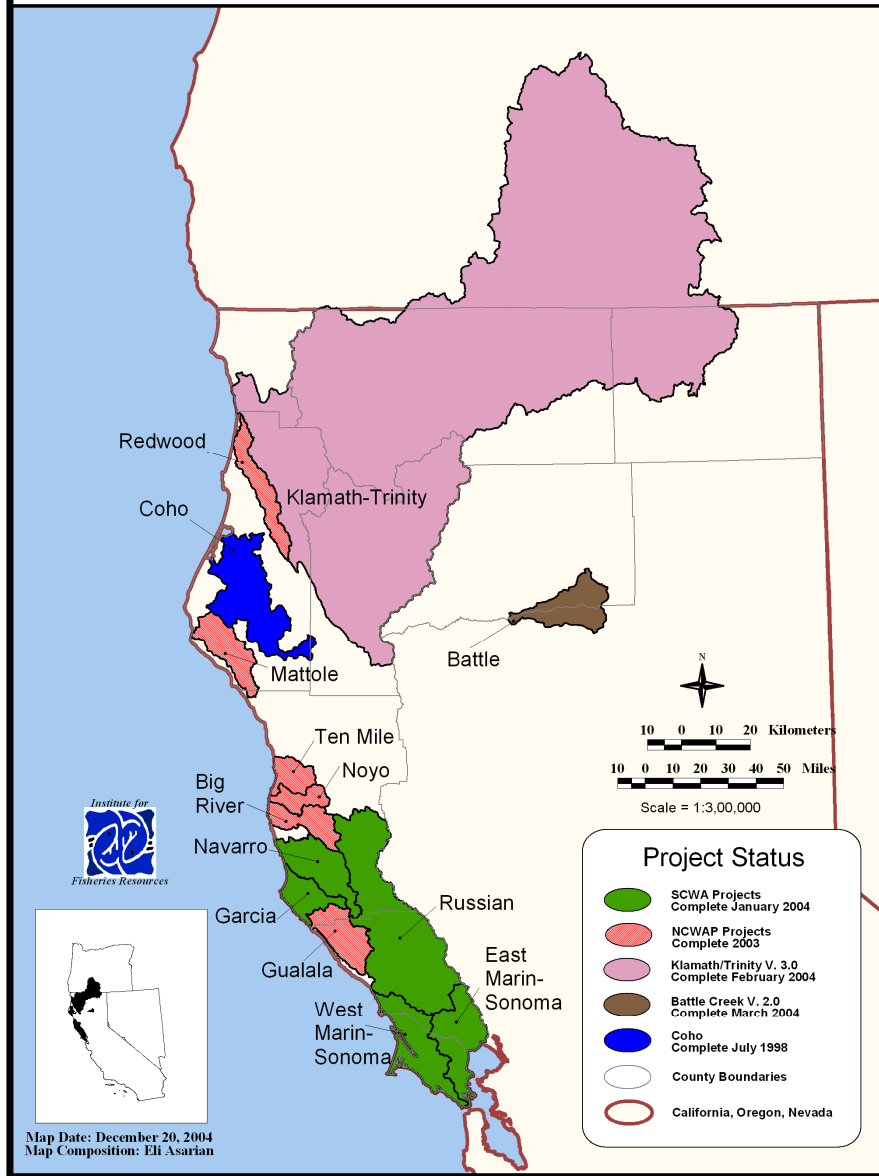 Redwood
Klamath-Trinity
Coho
Mattole
Battle
N
10 0 10 20 Kilometers
10 0 10 20 30 40 50 Miles
Scale = 1:3,00,000
Ten Mile
Noyo
Big
River
Navarro
Garcia
Gualala
Russian
East
Marin-
Sonoma
West
Marin-
Sonoma
Institute for
Fisheries Resources
Project Status
SCWA Projects
Complete January 2004
NCWAP Projects
Complete 2003
Klamath/Trinity V. 3.0
Complete February 2004
Battle Creek V. 2.0
Complete March 2004
Coho
Complete July 1998
County Boundaries
California, Oregon, Nevada
Map Date: December 20, 2004
Map Composition: Eli Asarian